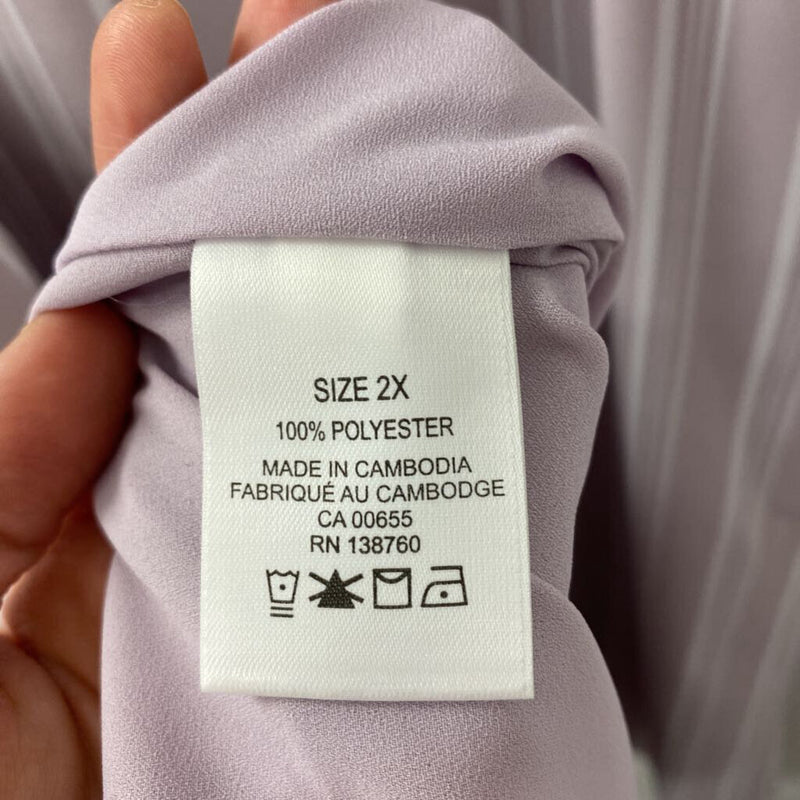 SIZE 2X
100% POLYESTER
MADE IN CAMBODIA
FABRIQUÉ AU CAMBODGE
CA 00655
RN 138760